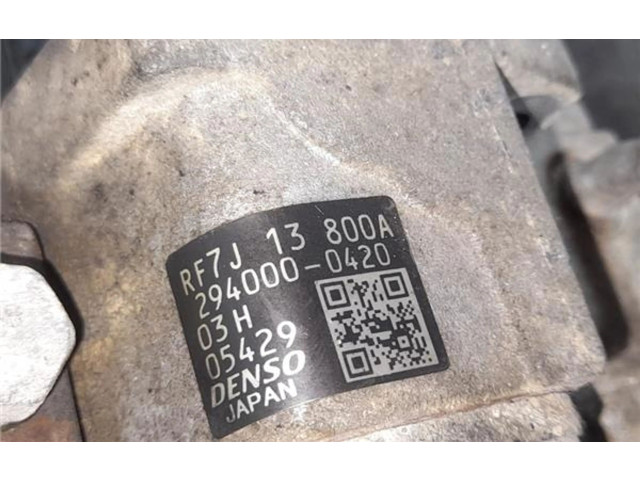 RF7J 13 800A
294000-0420
03H
05429
DENSO
JAPAN